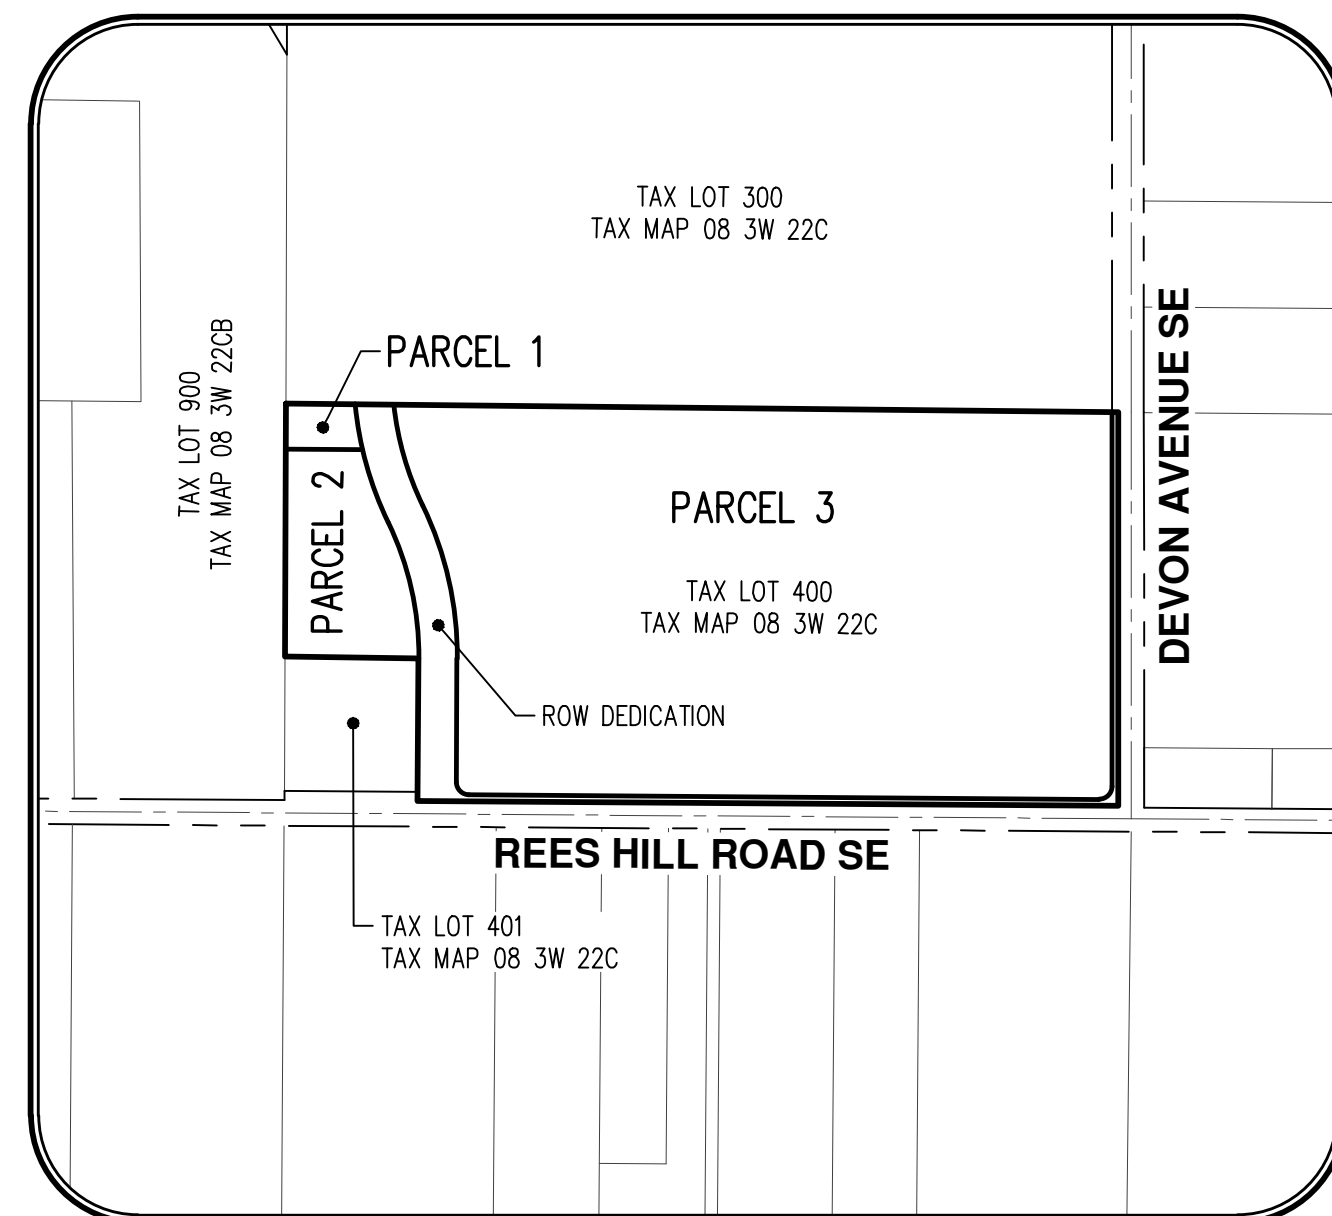 TAX LOT 300
TAX MAP 08 3W 22C
PARCEL 1
TAX LOT 900
TAX MAP 08 3W 22CB
PARCEL 2
PARCEL 3
TAX LOT 400
TAX MAP 08 3W 22C
DEVON AVENUE SE
ROW DEDICATION
REES HILL ROAD SE
TAX LOT 401
TAX MAP 08 3W 22C